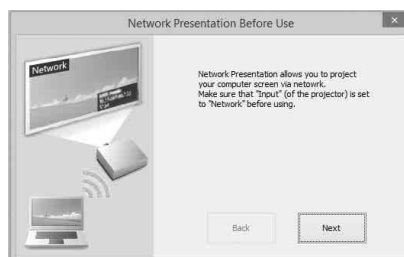 Network Presentation Before Use
Network
Network Presentation allows you to project
your computer screen via netowrk.
Make sure that "Input" (of the projector) is set
to "Network" before using.
Back
Next